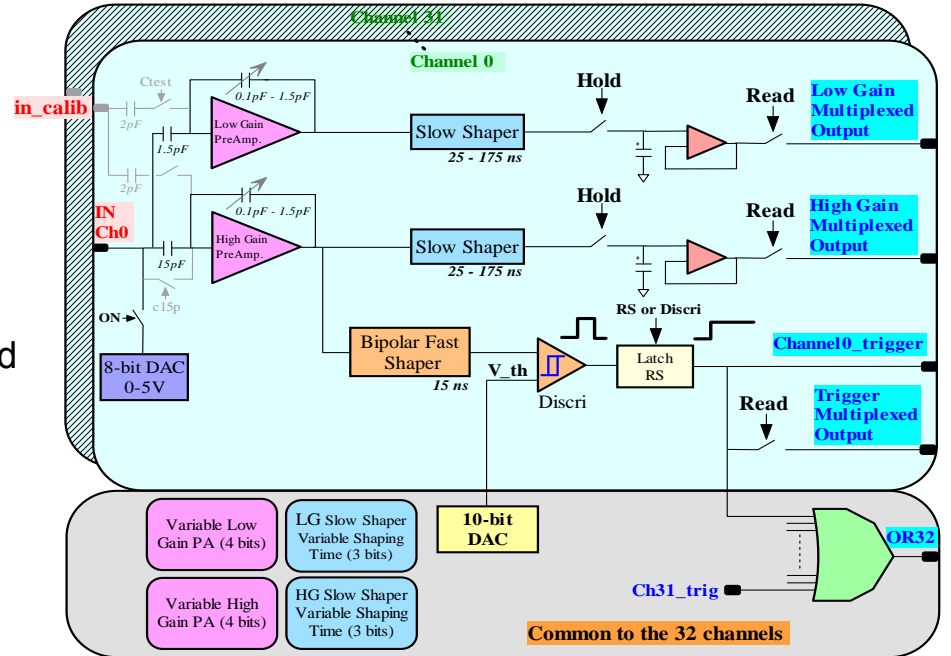 Channel 31
Channel 0
in_calib
Ctest
2pF
1.5pF
0.1pF - 1.5pF
Low Gain
PreAmp.
Slow Shaper
25 - 175 ns
Hold
Read
Low Gain
Multiplexed
Output
2pF
IN
Ch0
15pF
c15p
0.1pF - 1.5pF
High Gain
PreAmp.
Slow Shaper
25 - 175 ns
Hold
Read
High Gain
Multiplexed
Output
ON
8-bit DAC
0-5V
d
Bipolar Fast
Shaper
15 ns
V_th
Discri
RS or Discri
Latch
RS
Channel0_trigger
Read
Trigger
Multiplexed
Output
Variable Low
Gain PA (4 bits)
LG Slow Shaper
Variable Shaping
Time (3 bits)
10-bit
DAC
OR32
Ch31_trig
Variable High
Gain PA (4 bits)
HG Slow Shaper
Variable Shaping
Time (3 bits)
Common to the 32 channels